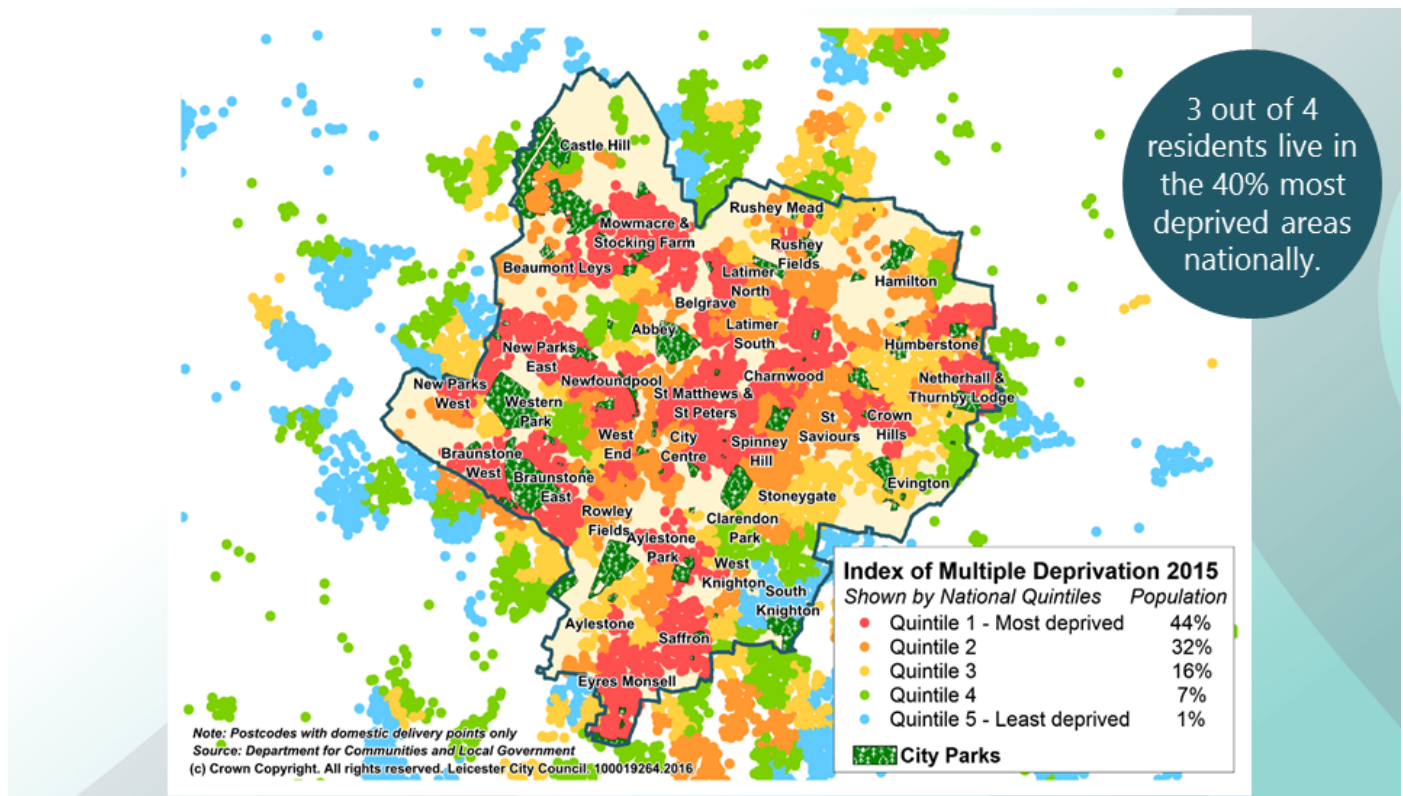 3 out of 4
residents live in
the 40% most
deprived areas
nationally.
Castle Hill
Rushey Mead
Mowmacre &
Stocking Farm
Rushey
Fields
Beaumont Leys
Latimer
North
Hamilton
Belgrave
Abbey
Latimer
South
New Parks
East
Humberstone
New Parks
West
Newfoundpool
Charnwood
Netherhall &
Thurnby Lodge
Western
Park
St Matthews &
St Peters
St
Saviours
Crown
Hills
West
End
City
Centre
Spinney
Hill
Braunstone
West
Braunstone
East
Evington
Stoneygate
Rowley
Fields
Clarendon
Park
Aylestone
Park
West
Knighton
South
Knighton
Aylestone
Saffron
Eyres Monsell
Index of Multiple Deprivation 2015
Shown by National Quintiles Population
Quintile 1 - Most deprived 44%
Quintile 2 32%
Quintile 3 16%
Quintile 4 7%
Quintile 5 - Least deprived 1%
City Parks
Note: Postcodes with domestic delivery points only
Source: Department for Communities and Local Government
(c) Crown Copyright. All rights reserved. Leicester City Council. 100019264.2016